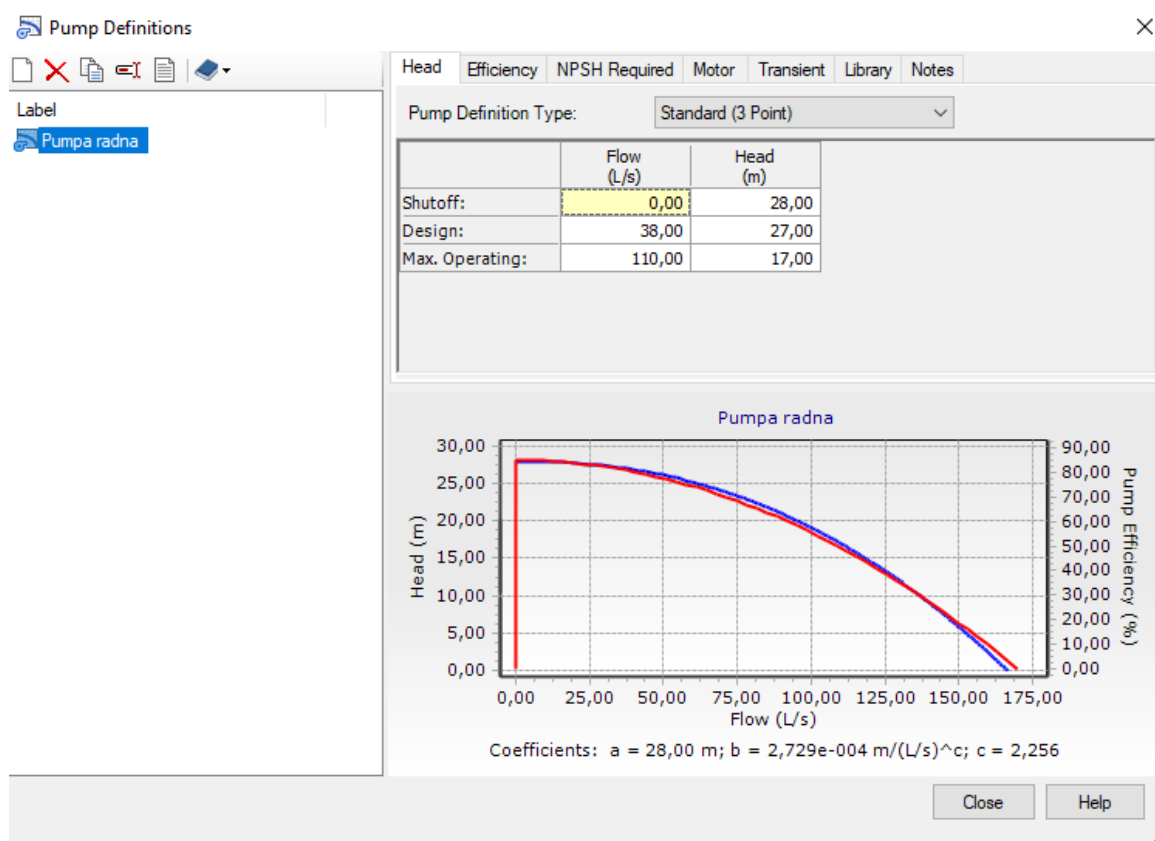 Pump Definitions
Label
Pumpa radna
Head Efficiency NPSH Required Motor Transient Library Notes
Pump Definition Type: Standard (3 Point)
Flow (L/s) Head (m)
Shutoff: 0,00 28,00
Design: 38,00 27,00
Max. Operating: 110,00 17,00
Pumpa radna
Head (m)
30,00
25,00
20,00
15,00
10,00
5,00
0,00
90,00
80,00
70,00
60,00
50,00
40,00
30,00
20,00
10,00
0,00
Pump Efficiency (%)
0,00 25,00 50,00 75,00 100,00 125,00 150,00 175,00
Flow (L/s)
Coefficients: a = 28,00 m; b = 2,729e-004 m/(L/s)^c; c = 2,256
Close Help